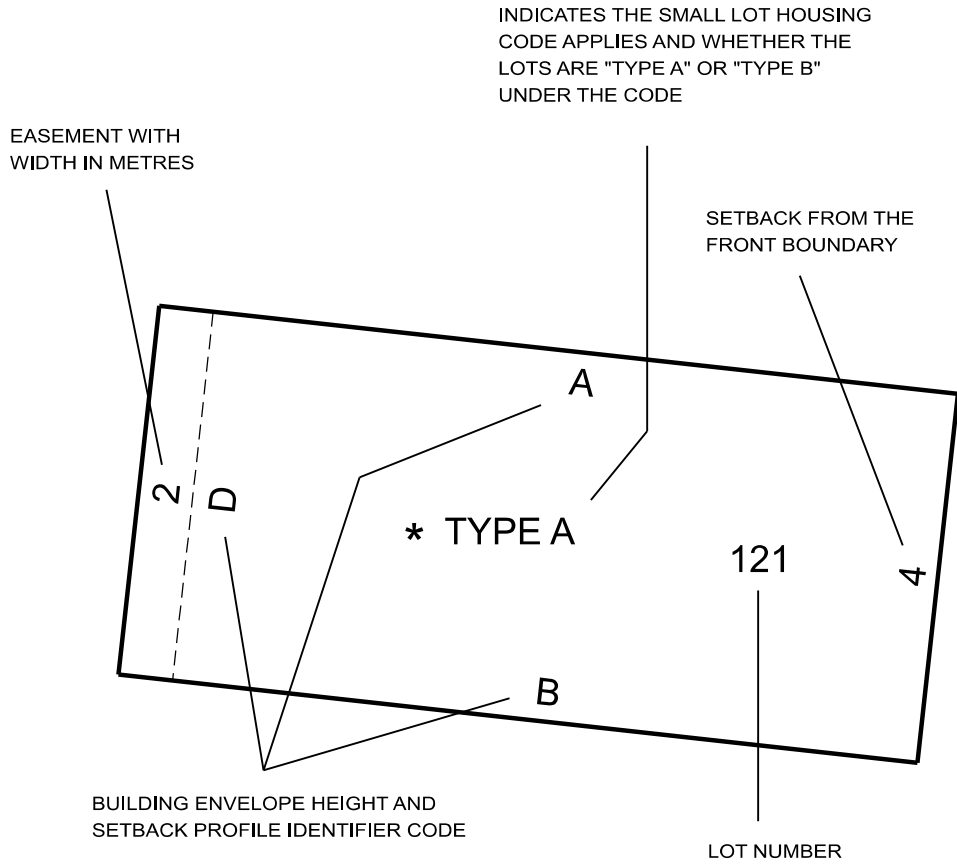 INDICATES THE SMALL LOT HOUSING
CODE APPLIES AND WHETHER THE
LOTS ARE "TYPE A" OR "TYPE B"
UNDER THE CODE
EASEMENT WITH
WIDTH IN METRES
SETBACK FROM THE
FRONT BOUNDARY
A
2
D
* TYPE A
121
4
B
BUILDING ENVELOPE HEIGHT AND
SETBACK PROFILE IDENTIFIER CODE
LOT NUMBER